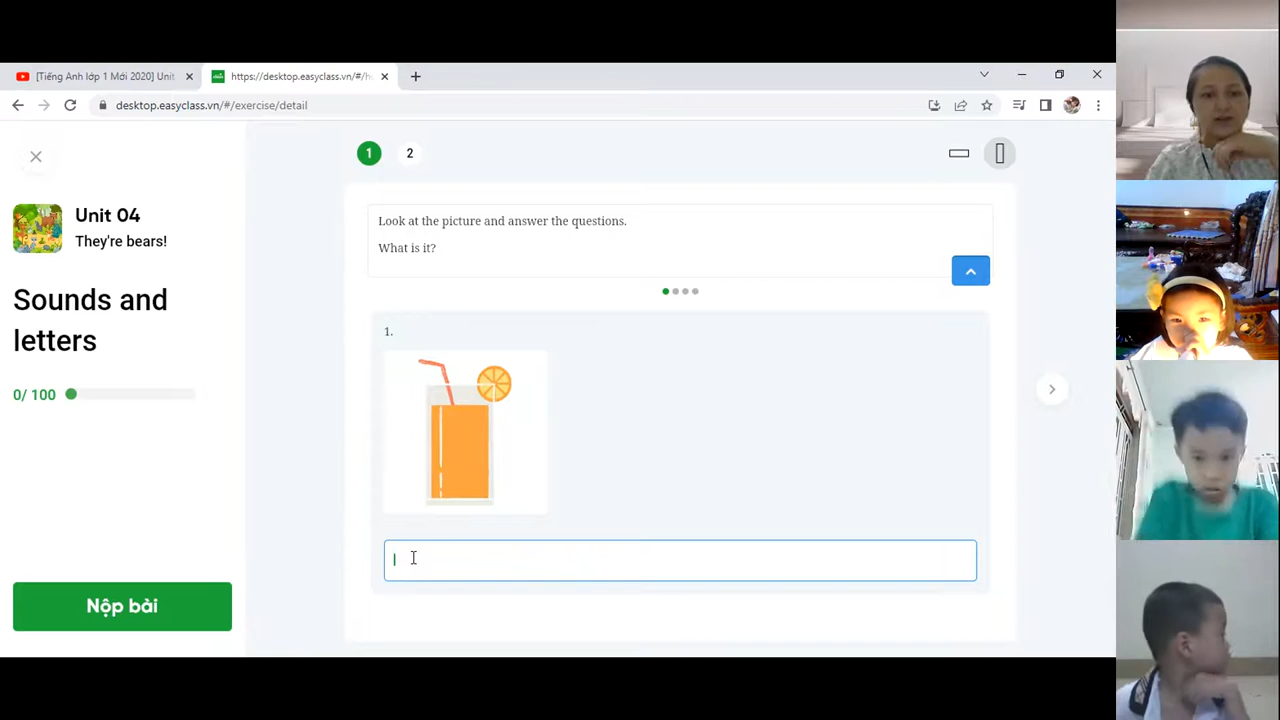 [Tiếng Anh lớp 1 Mới 2020] Unit
https://desktop.easyclass.vn/#/h
desktop.easyclass.vn/#/exercise/detail
Unit 04
They're bears!
Sounds and
letters
0/ 100
Nộp bài
1
2
Look at the picture and answer the questions.
What is it?
1.